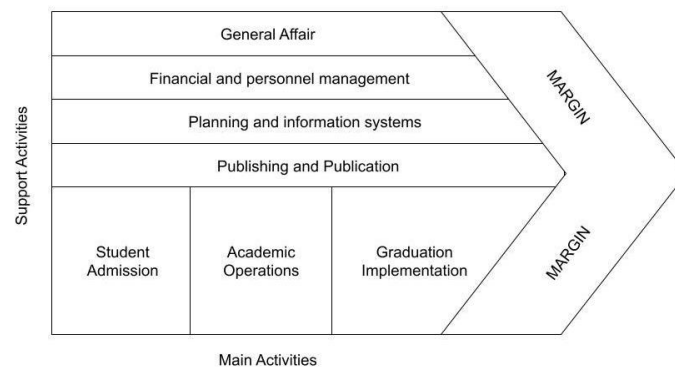 General Affair
Financial and personnel management
Planning and information systems
Publishing and Publication
Support Activities
Student
Admission
Academic
Operations
Graduation
Implementation
MARGIN
MARGIN
Main Activities